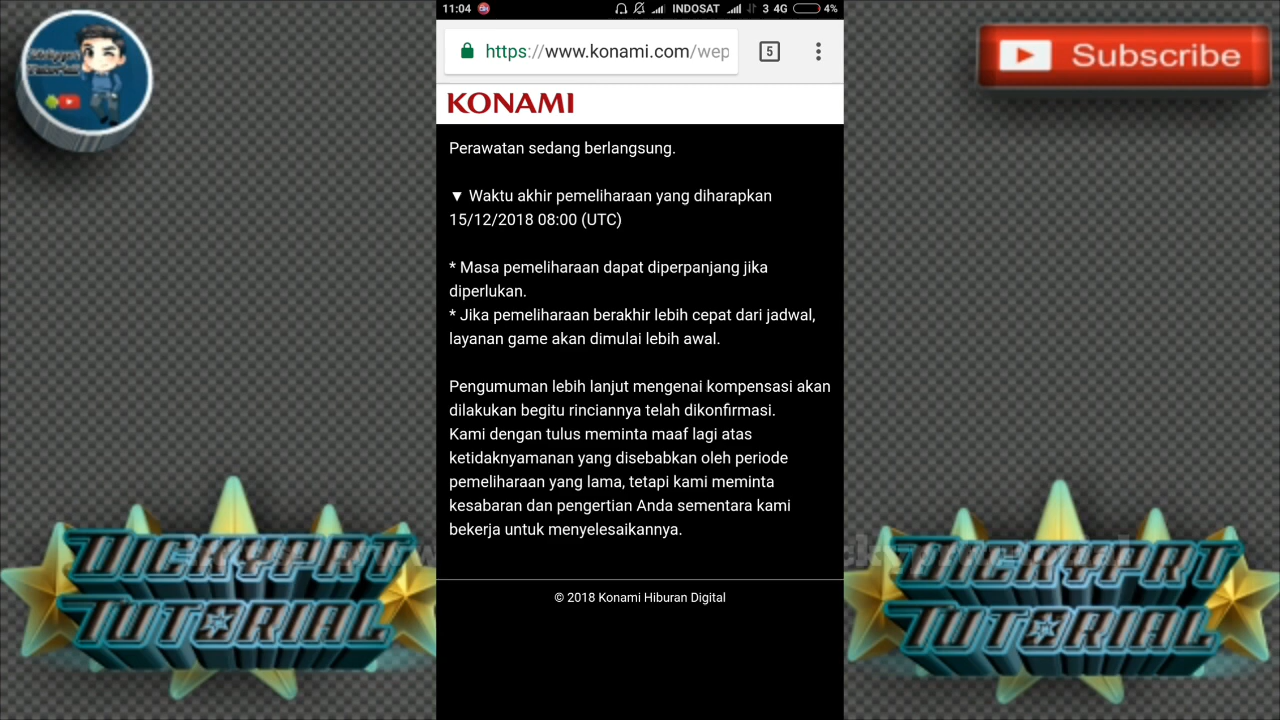 11:04
INDOSAT
3 4G
4%
Subscribe
https://www.konami.com/wep
5
KONAMI
Perawatan sedang berlangsung.
▼ Waktu akhir pemeliharaan yang diharapkan
15/12/2018 08:00 (UTC)
* Masa pemeliharaan dapat diperpanjang jika
diperlukan.
* Jika pemeliharaan berakhir lebih cepat dari jadwal,
layanan game akan dimulai lebih awal.
Pengumuman lebih lanjut mengenai kompensasi akan
dilakukan begitu rinciannya telah dikonfirmasi.
Kami dengan tulus meminta maaf lagi atas
ketidaknyamanan yang disebabkan oleh periode
pemeliharaan yang lama, tetapi kami meminta
kesabaran dan pengertian Anda sementara kami
bekerja untuk menyelesaikannya.
© 2018 Konami Hiburan Digital
DICKYPRT
TUTORIAL
DICKYPRT
TUTORIAL